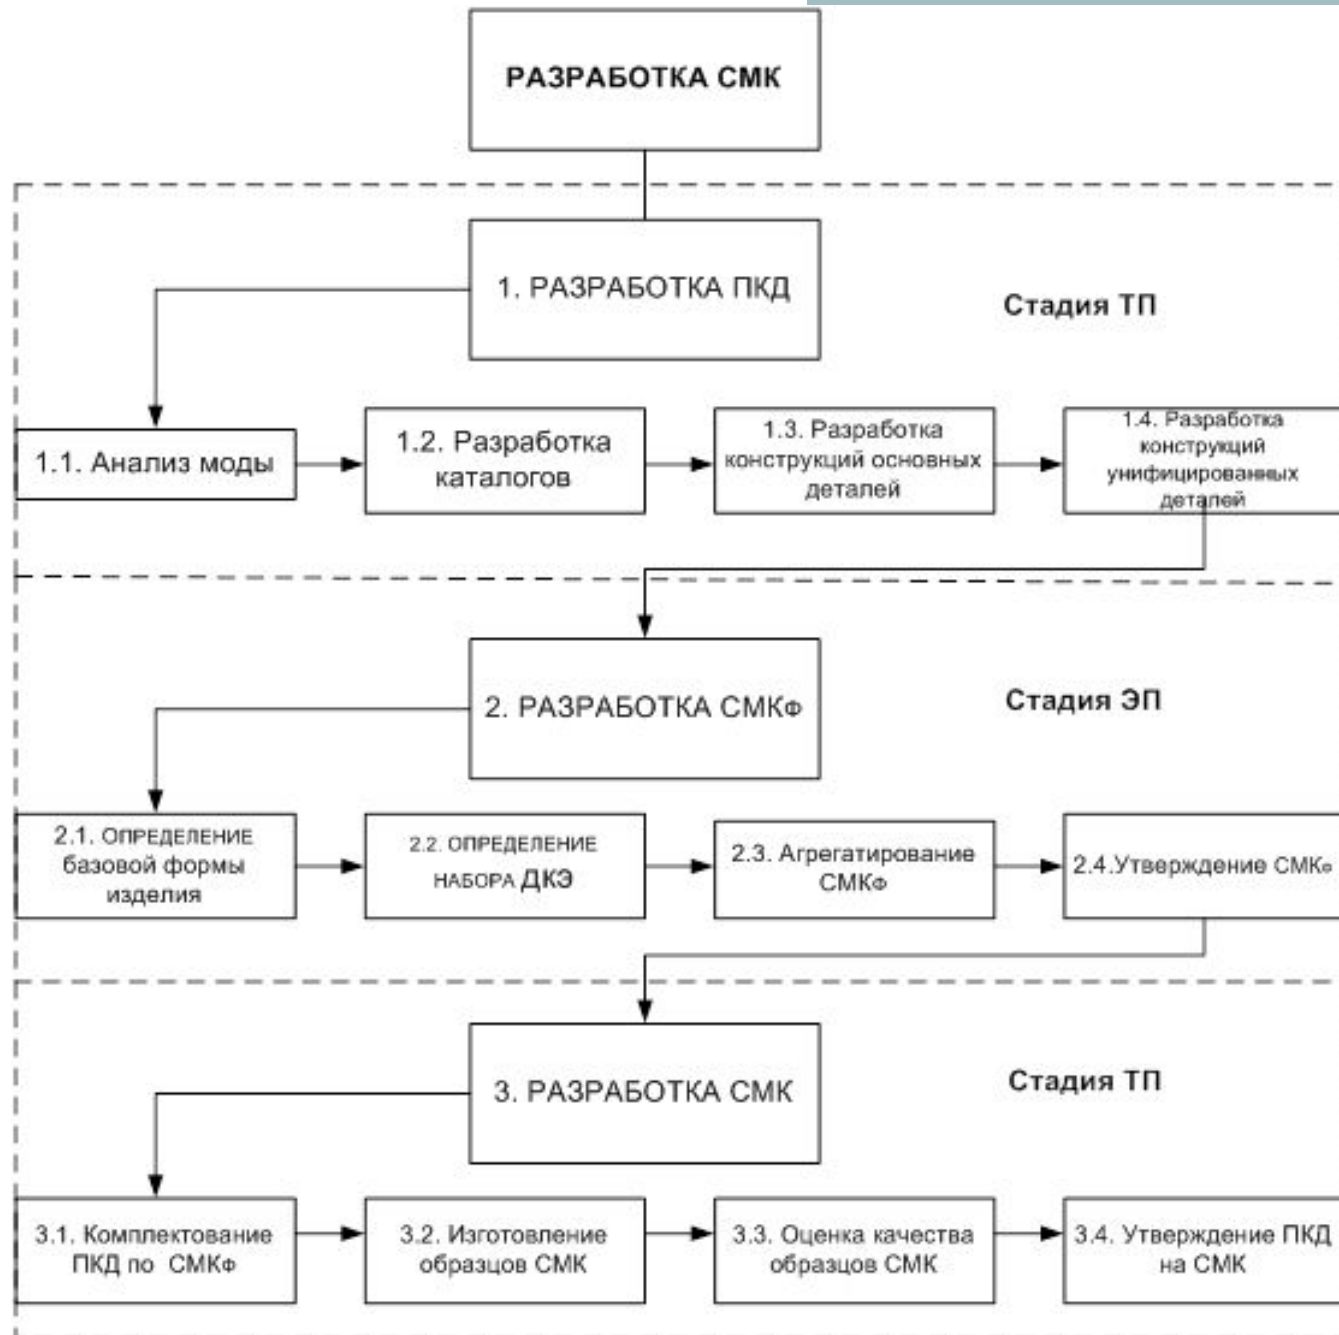 РАЗРАБОТКА СМК
1. РАЗРАБОТКА ПКД
Стадия ТП
1.1. Анализ моды
1.2. Разработка
каталогов
1.3. Разработка
конструкций основных
деталей
1.4. Разработка
конструкций
унифицированных
деталей
2. РАЗРАБОТКА СМКФ
Стадия ЭП
2.1. ОПРЕДЕЛЕНИЕ
базовой формы
изделия
2.2. ОПРЕДЕЛЕНИЕ
НАБОРА ДКЭ
2.3. Агрегатирование
СМКФ
2.4.Утверждение СМКФ
3. РАЗРАБОТКА СМК
Стадия ТП
3.1. Комплектование
ПКД по СМКФ
3.2. Изготовление
образцов СМК
3.3. Оценка качества
образцов СМК
3.4. Утверждение ПКД
на СМК